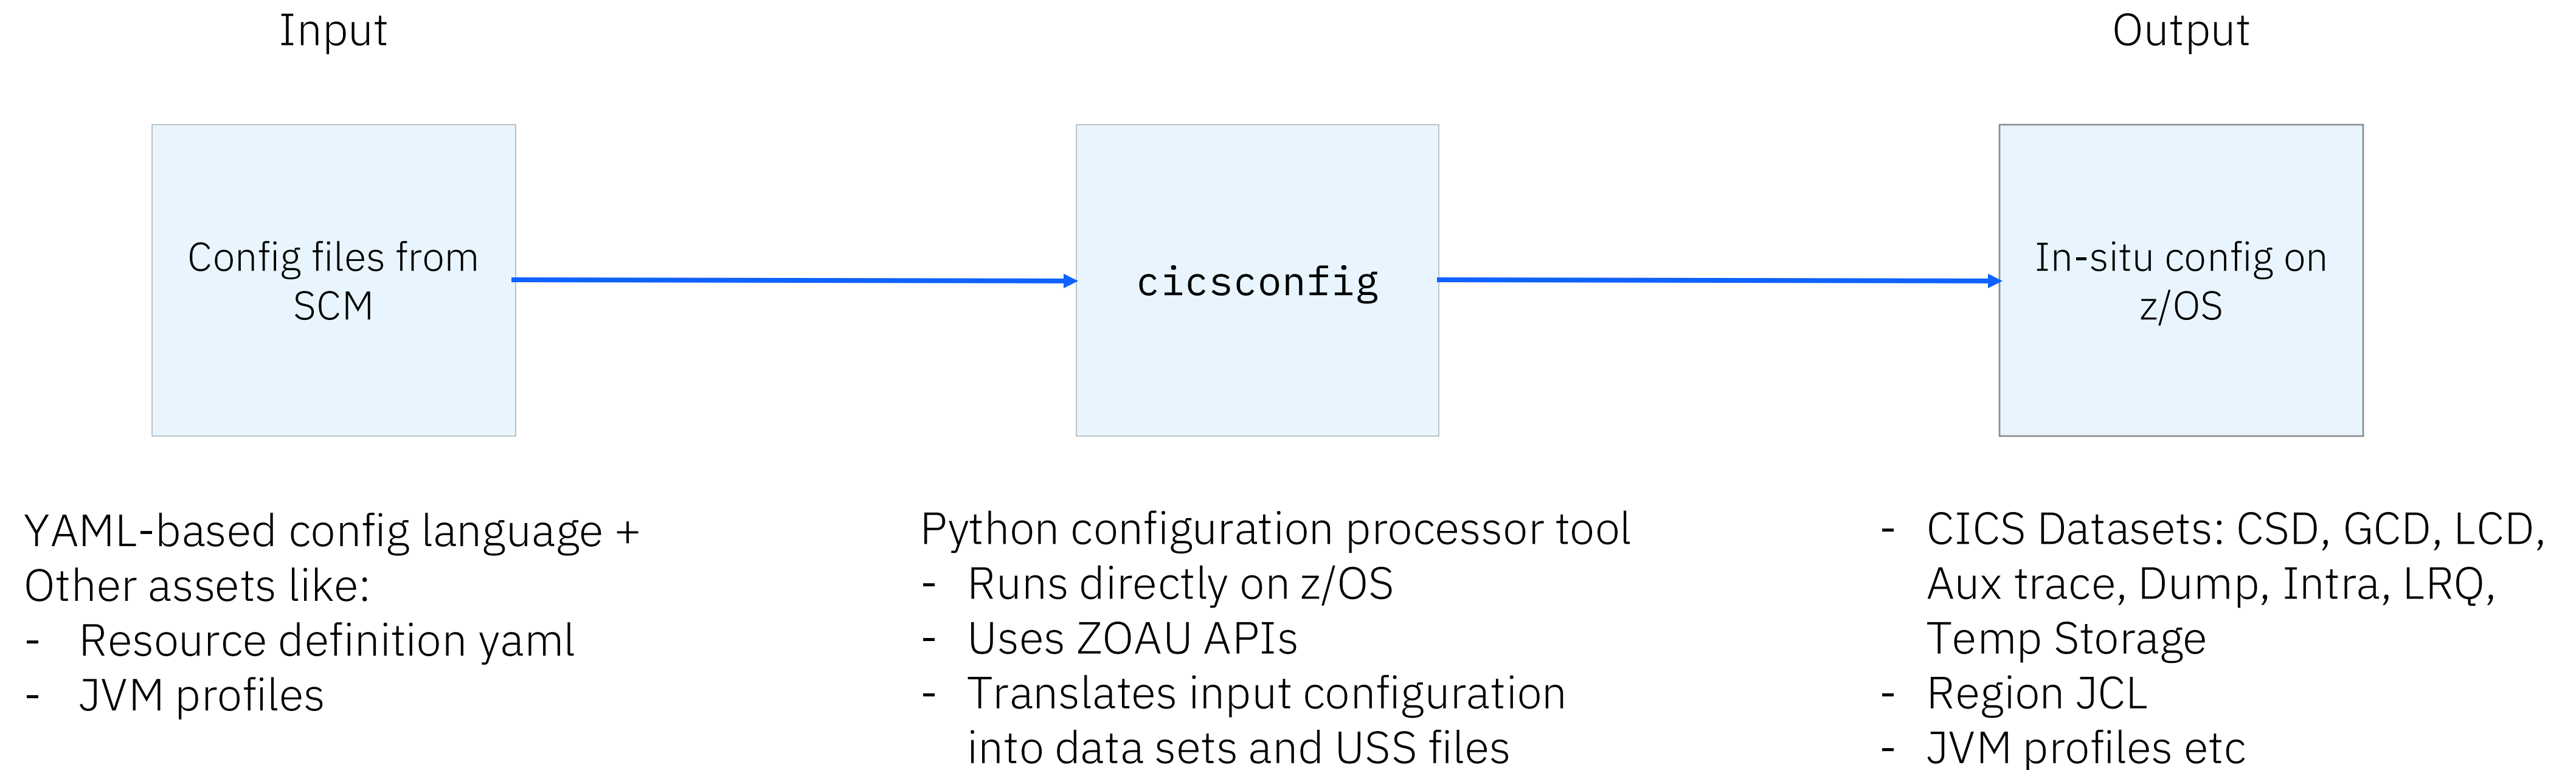 Input
Output
Config files from
SCM
cicsconfig
In-situ config on
z/OS
YAML-based config language +
Other assets like:
- Resource definition yaml
- JVM profiles
Python configuration processor tool
- Runs directly on z/OS
- Uses ZOAU APIs
- Translates input configuration
into data sets and USS files
- CICS Datasets: CSD, GCD, LCD,
Aux trace, Dump, Intra, LRQ,
Temp Storage
- Region JCL
- JVM profiles etc